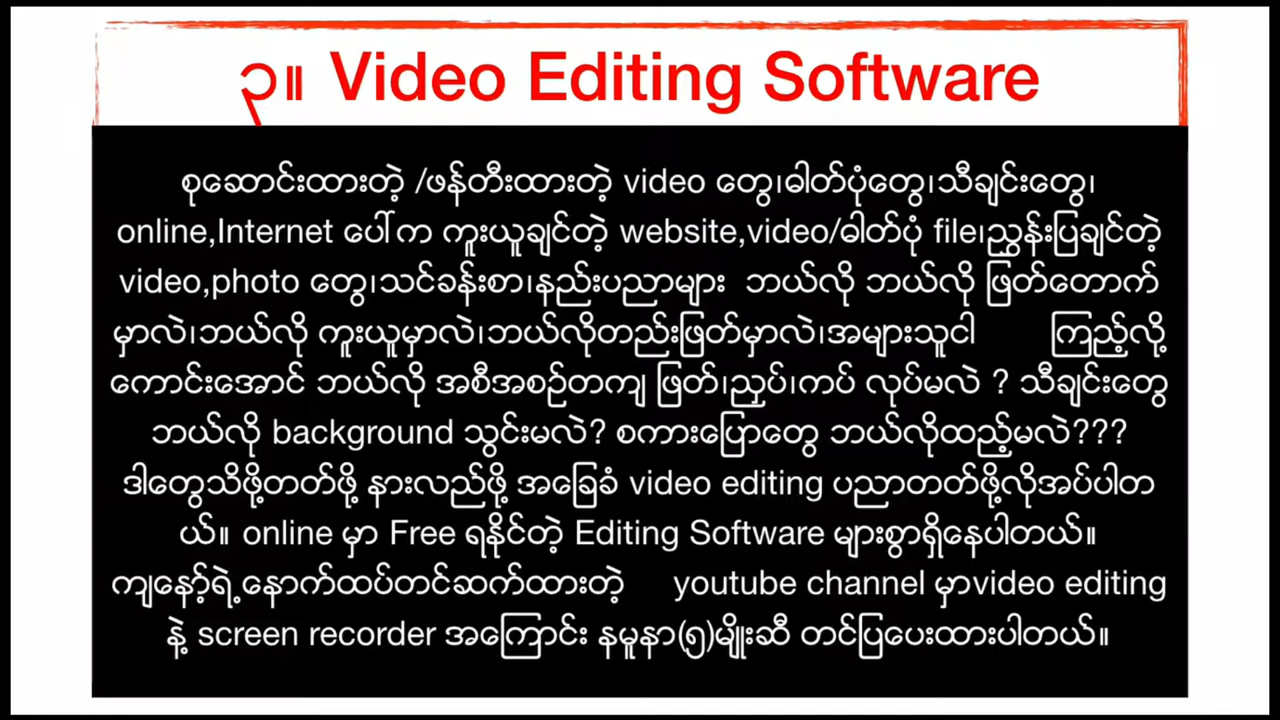 ၃။ Video Editing Software
စုဆောင်းထားတဲ့ /ဖန်တီးထားတဲ့ video တွေ၊ဓါတ်ပုံတွေ၊သီချင်းတွေ၊
online,Internet ပေါ်က ကူးယူချင်တဲ့ website,video/ဓါတ်ပုံ file၊ညွှန်းပြချင်တဲ့
video,photo တွေ၊သင်ခန်းစာ၊နည်းပညာများ ဘယ်လို ဘယ်လို ဖြတ်တောက်
မှာလဲ၊ဘယ်လို ကူးယူမှာလဲ၊ဘယ်လိုတည်းဖြတ်မှာလဲ၊အများသူငါ ကြည့်လို့
ကောင်းအောင် ဘယ်လို အစီအစဉ်တကျ ဖြတ်၊ညှပ်၊ကပ် လုပ်မလဲ ? သီချင်းတွေ
ဘယ်လို background သွင်းမလဲ? စကားပြောတွေ ဘယ်လိုထည့်မလဲ???
ဒါတွေသိဖို့တတ်ဖို့ နားလည်ဖို့ အခြေခံ video editing ပညာတတ်ဖို့လိုအပ်ပါတ
ယ်။ online မှာ Free ရနိုင်တဲ့ Editing Software များစွာရှိနေပါတယ်။
ကျနော့်ရဲ့နောက်ထပ်တင်ဆက်ထားတဲ့ youtube channel မှာvideo editing
နဲ့ screen recorder အကြောင်း နမူနာ(၅)မျိုးဆီ တင်ပြပေးထားပါတယ်။